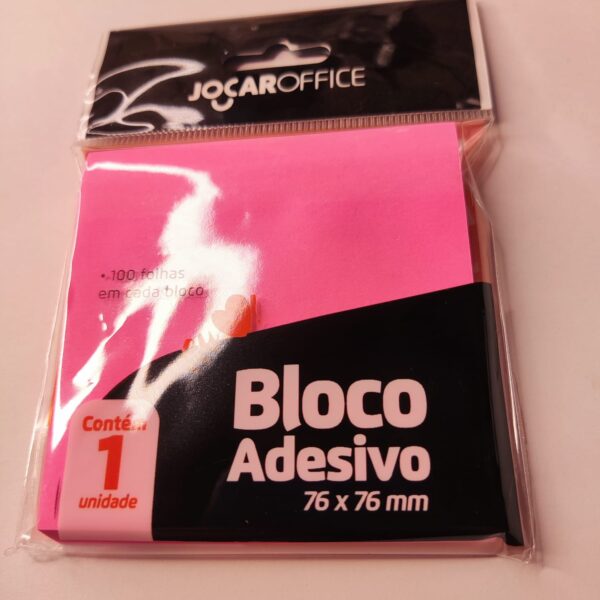 JOCAROFFICE
• 100 folhas
em cada bloco
Bloco
Adesivo
76 x 76 mm
Contém
1
unidade